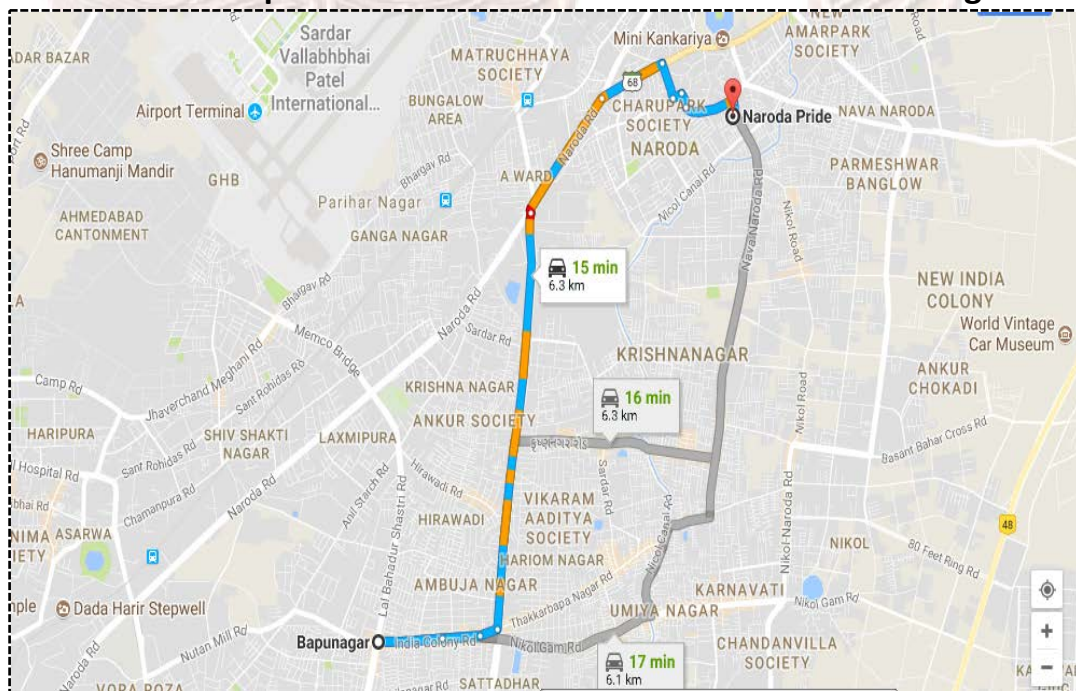 Sardar
Vallabhbhai
Patel
International...
Mini Kankariya
NEW
AMARPARK
SOCIETY
DAR BAZAR
MATRUCHHAYA
SOCIETY
68
Airport Terminal
BUNGALOW
AREA
CHARUPARK
SOCIETY
Naroda Pride
NAVA NARODA
NARODA
Naroda Rd
Shree Camp
Hanumanji Mandir
GHB
Bhargav Rd
A WARD
PARMESHWAR
BANGLOW
Parihar Nagar
Nicol Canal Rd
Nava Naroda Rd
Nikol Road
AHMEDABAD
CANTONMENT
GANGA NAGAR
15 min
6.3 km
NEW INDIA
COLONY
Bhargav Rd
Naroda Rd
World Vintage
Car Museum
Memco Bridge
Sardar Rd
KRISHNANAGAR
Camp Rd
Jhaverchand Meghani Rd
Sant Rohidas Rd
KRISHNA NAGAR
16 min
6.3 km
ANKUR
CHOKADI
Nikol Road
HARIPURA
SHIV SHAKTI
NAGAR
LAXMIPURA
ANKUR SOCIETY
Basant Bahar Cross Rd
Hospital Rd
Sant Rohidas Rd
Hirawadi Rd
Sardar Rd
Chamanpura Rd
Naroda Rd
Anil Starch Rd
VIKARAM
AADITYA
SOCIETY
HIRAWADI
Nicol Canal Rd
48
ASARWA
HARIOM NAGAR
NIKOL
80 Feet Ring Rd
Lal Bahadur Shastri Rd
AMBUJA NAGAR
Nikol-Naroda Rd
KARNAVATI
Dada Harir Stepwell
Thakkarbapa Nagar Rd
UMIYA NAGAR
Nikol Gam Rd
Bapunagar
India Colony Rd
Nikol Gam Rd
Nutan Mill Rd
CHANDANVILLA
SOCIETY
17 min
6.1 km
SATTADHAR